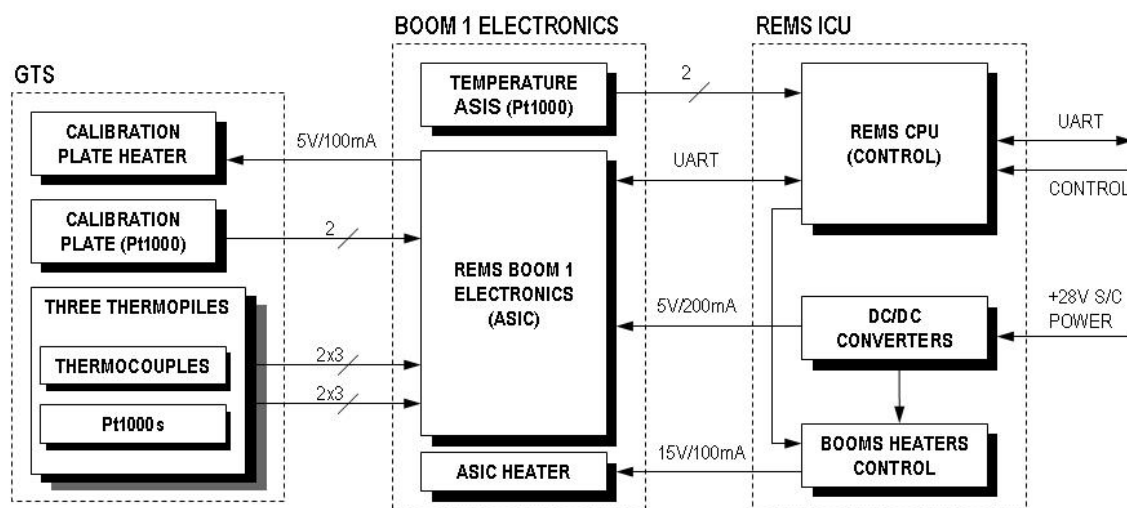 GTS
CALIBRATION
PLATE HEATER
CALIBRATION
PLATE (Pt1000)
THREE THERMOPILES
THERMOCOUPLES
Pt1000s
5V/100mA
2
2x3
2x3
BOOM 1 ELECTRONICS
TEMPERATURE
ASIS (Pt1000)
REMS BOOM 1
ELECTRONICS
(ASIC)
ASIC HEATER
2
UART
5V/200mA
15V/100mA
REMS ICU
REMS CPU
(CONTROL)
DC/DC
CONVERTERS
BOOMS HEATERS
CONTROL
UART
CONTROL
+28V S/C
POWER